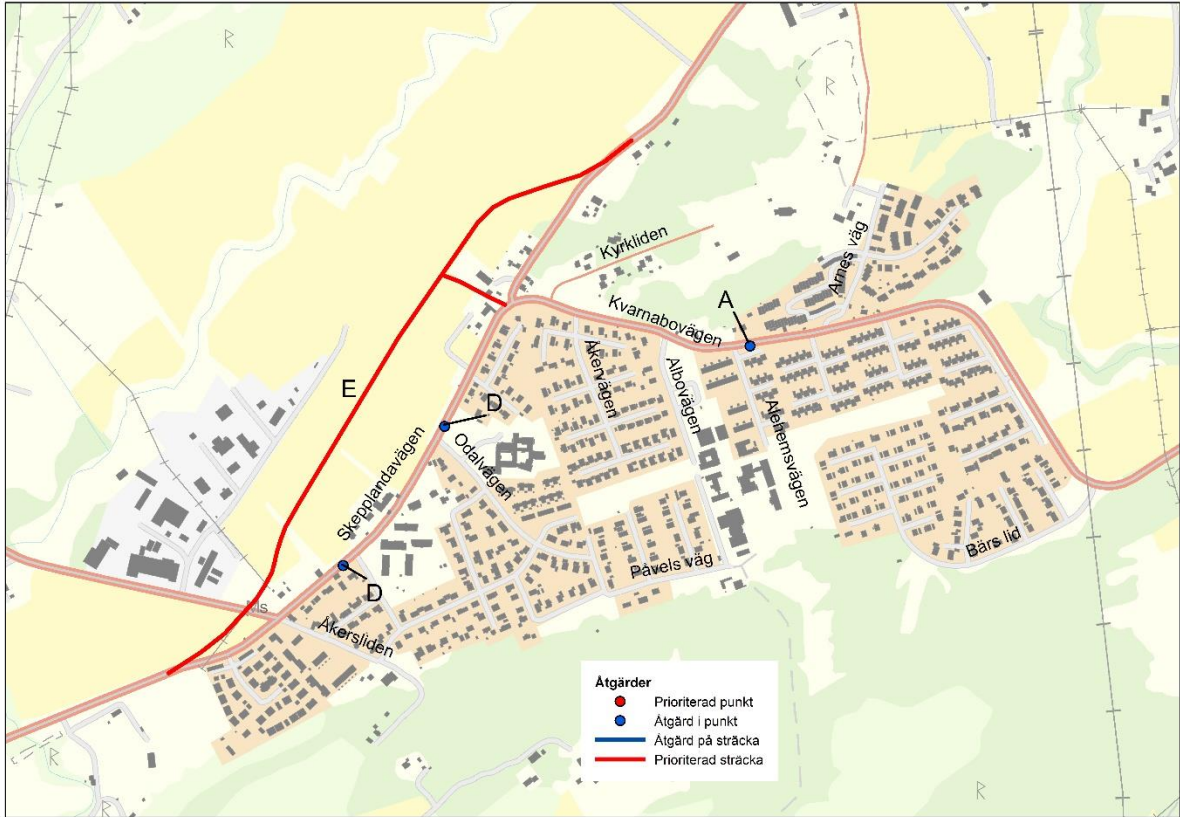 Kyrkliden
Arnes väg
A
Kvarnabovägen
E
Åkervägen
Albovägen
D
Alehemsvägen
Skepplandavägen
Odalvägen
Bärs lid
Påvels väg
D
Ms
Åkersliden
Åtgärder
Prioriterad punkt
Åtgärd i punkt
Åtgärd på sträcka
Prioriterad sträcka